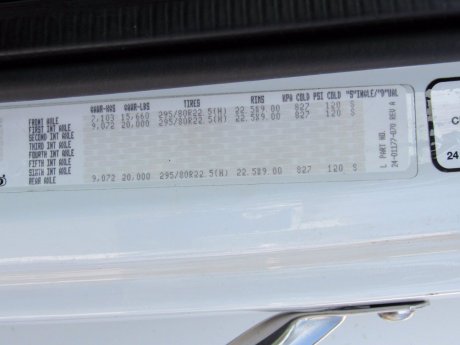 GAWR-KGS GAWR-LBS TIRES RIMS KPA COLD PSI COLD "S"INGLE/"D"UAL
FRONT AXLE 7,103 15,660 295/80R22.5(H) 22.5X9.00 827 120 S
FIRST INT AXLE 9,072 20,000 295/80R22.5(H) 22.5X9.00 827 120 S
SECOND INT AXLE
THIRD INT AXLE
FOURTH INT AXLE
FIFTH INT AXLE
SIXTH INT AXLE
REAR AXLE 9,072 20,000 295/80R22.5(H) 22.5X9.00 827 120 S
PART NO.
24-01277-070 REV. A
C
24